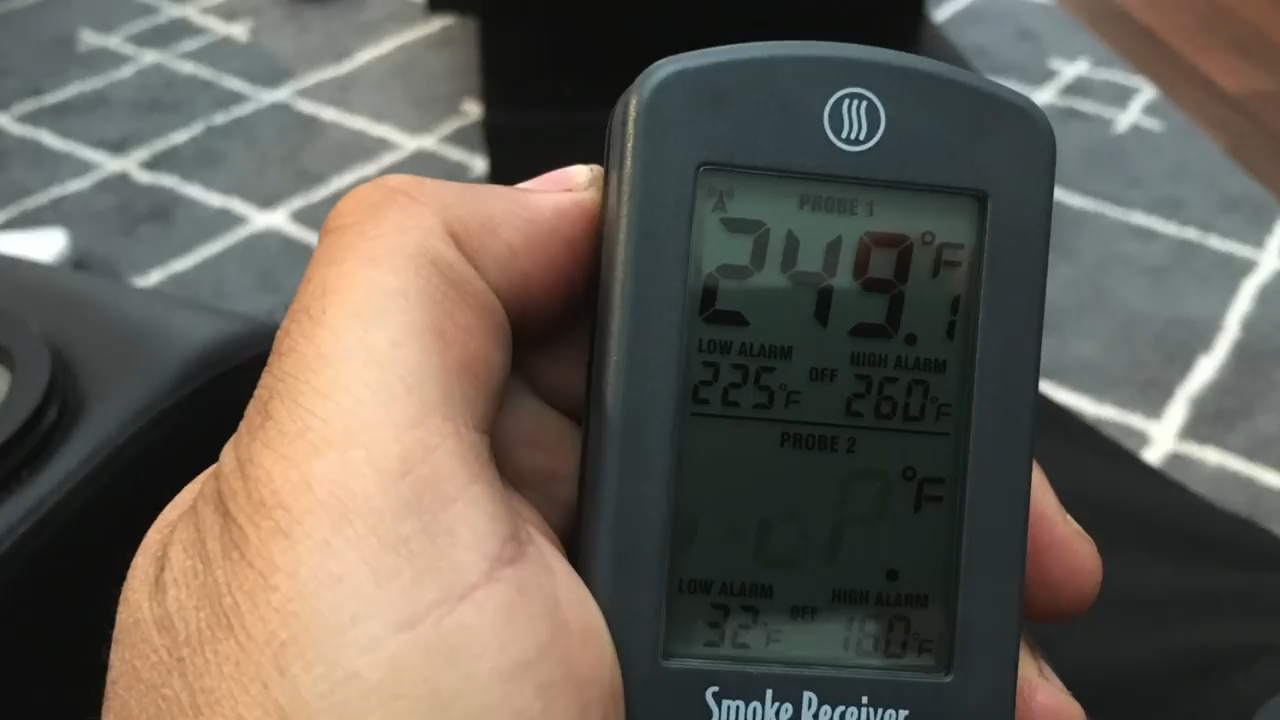 PROBE 1
249.1°F
LOW ALARM HIGH ALARM
225°F OFF 260°F
PROBE 2
°F
LOW ALARM HIGH ALARM
32°F OFF °F
Smoke Receiver